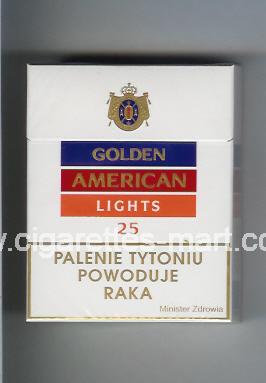 GOLDEN
AMERICAN
LIGHTS
25
www.cigarettes-mart.com
PALENIE TYTONIU
POWODUJE
RAKA
Minister Zdrowia